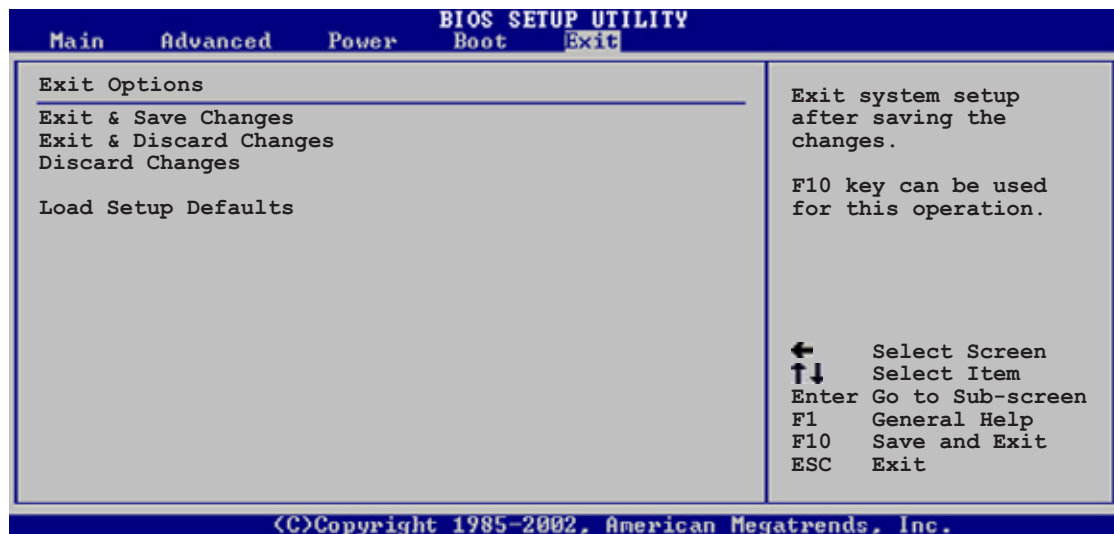 BIOS SETUP UTILITY
Main Advanced Power Boot Exit
Exit Options
Exit & Save Changes
Exit & Discard Changes
Discard Changes
Load Setup Defaults
Exit system setup
after saving the
changes.
F10 key can be used
for this operation.
← Select Screen
↑↓ Select Item
Enter Go to Sub-screen
F1 General Help
F10 Save and Exit
ESC Exit
(C)Copyright 1985-2002, American Megatrends, Inc.